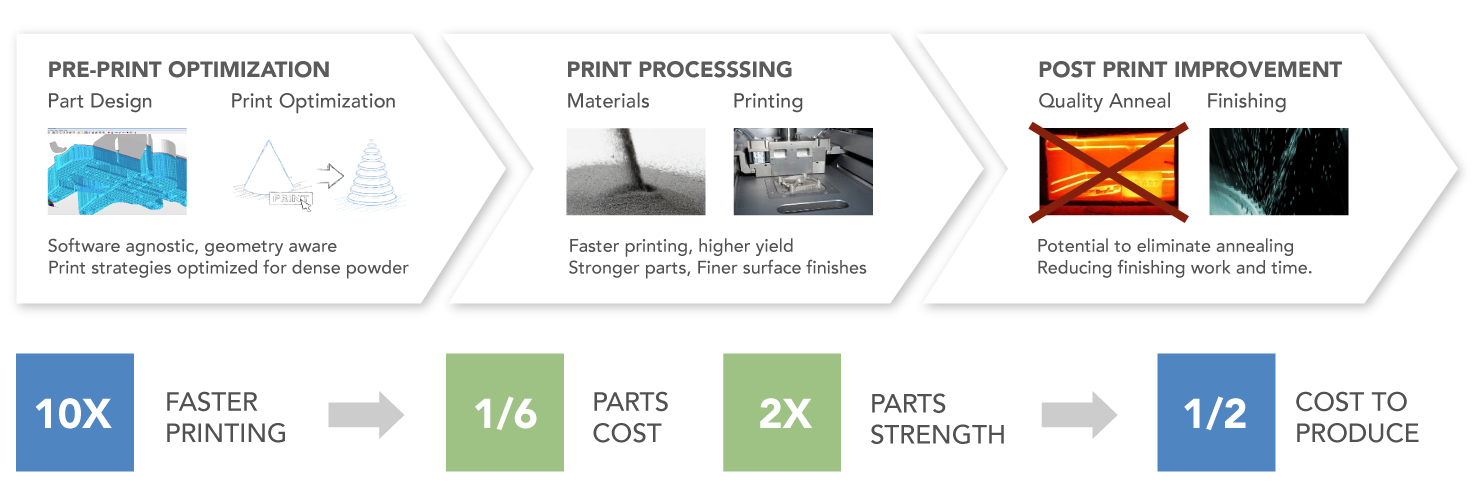 PRE-PRINT OPTIMIZATION
Part Design
Print Optimization
PRINT
Software agnostic, geometry aware
Print strategies optimized for dense powder
PRINT PROCESSSING
Materials
Printing
Faster printing, higher yield
Stronger parts, Finer surface finishes
POST PRINT IMPROVEMENT
Quality Anneal
Finishing
Potential to eliminate annealing
Reducing finishing work and time.
10X
FASTER
PRINTING
1/6
PARTS
COST
2X
PARTS
STRENGTH
1/2
COST TO
PRODUCE